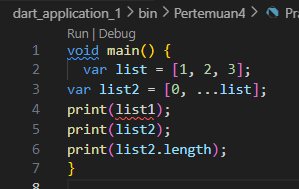 dart_application_1 > bin > Pertemuan4 > Pra
Run | Debug
1 void main() {
2 var list = [1, 2, 3];
3 var list2 = [0, ...list];
4 print(list1);
5 print(list2);
6 print(list2.length);
7 }
8